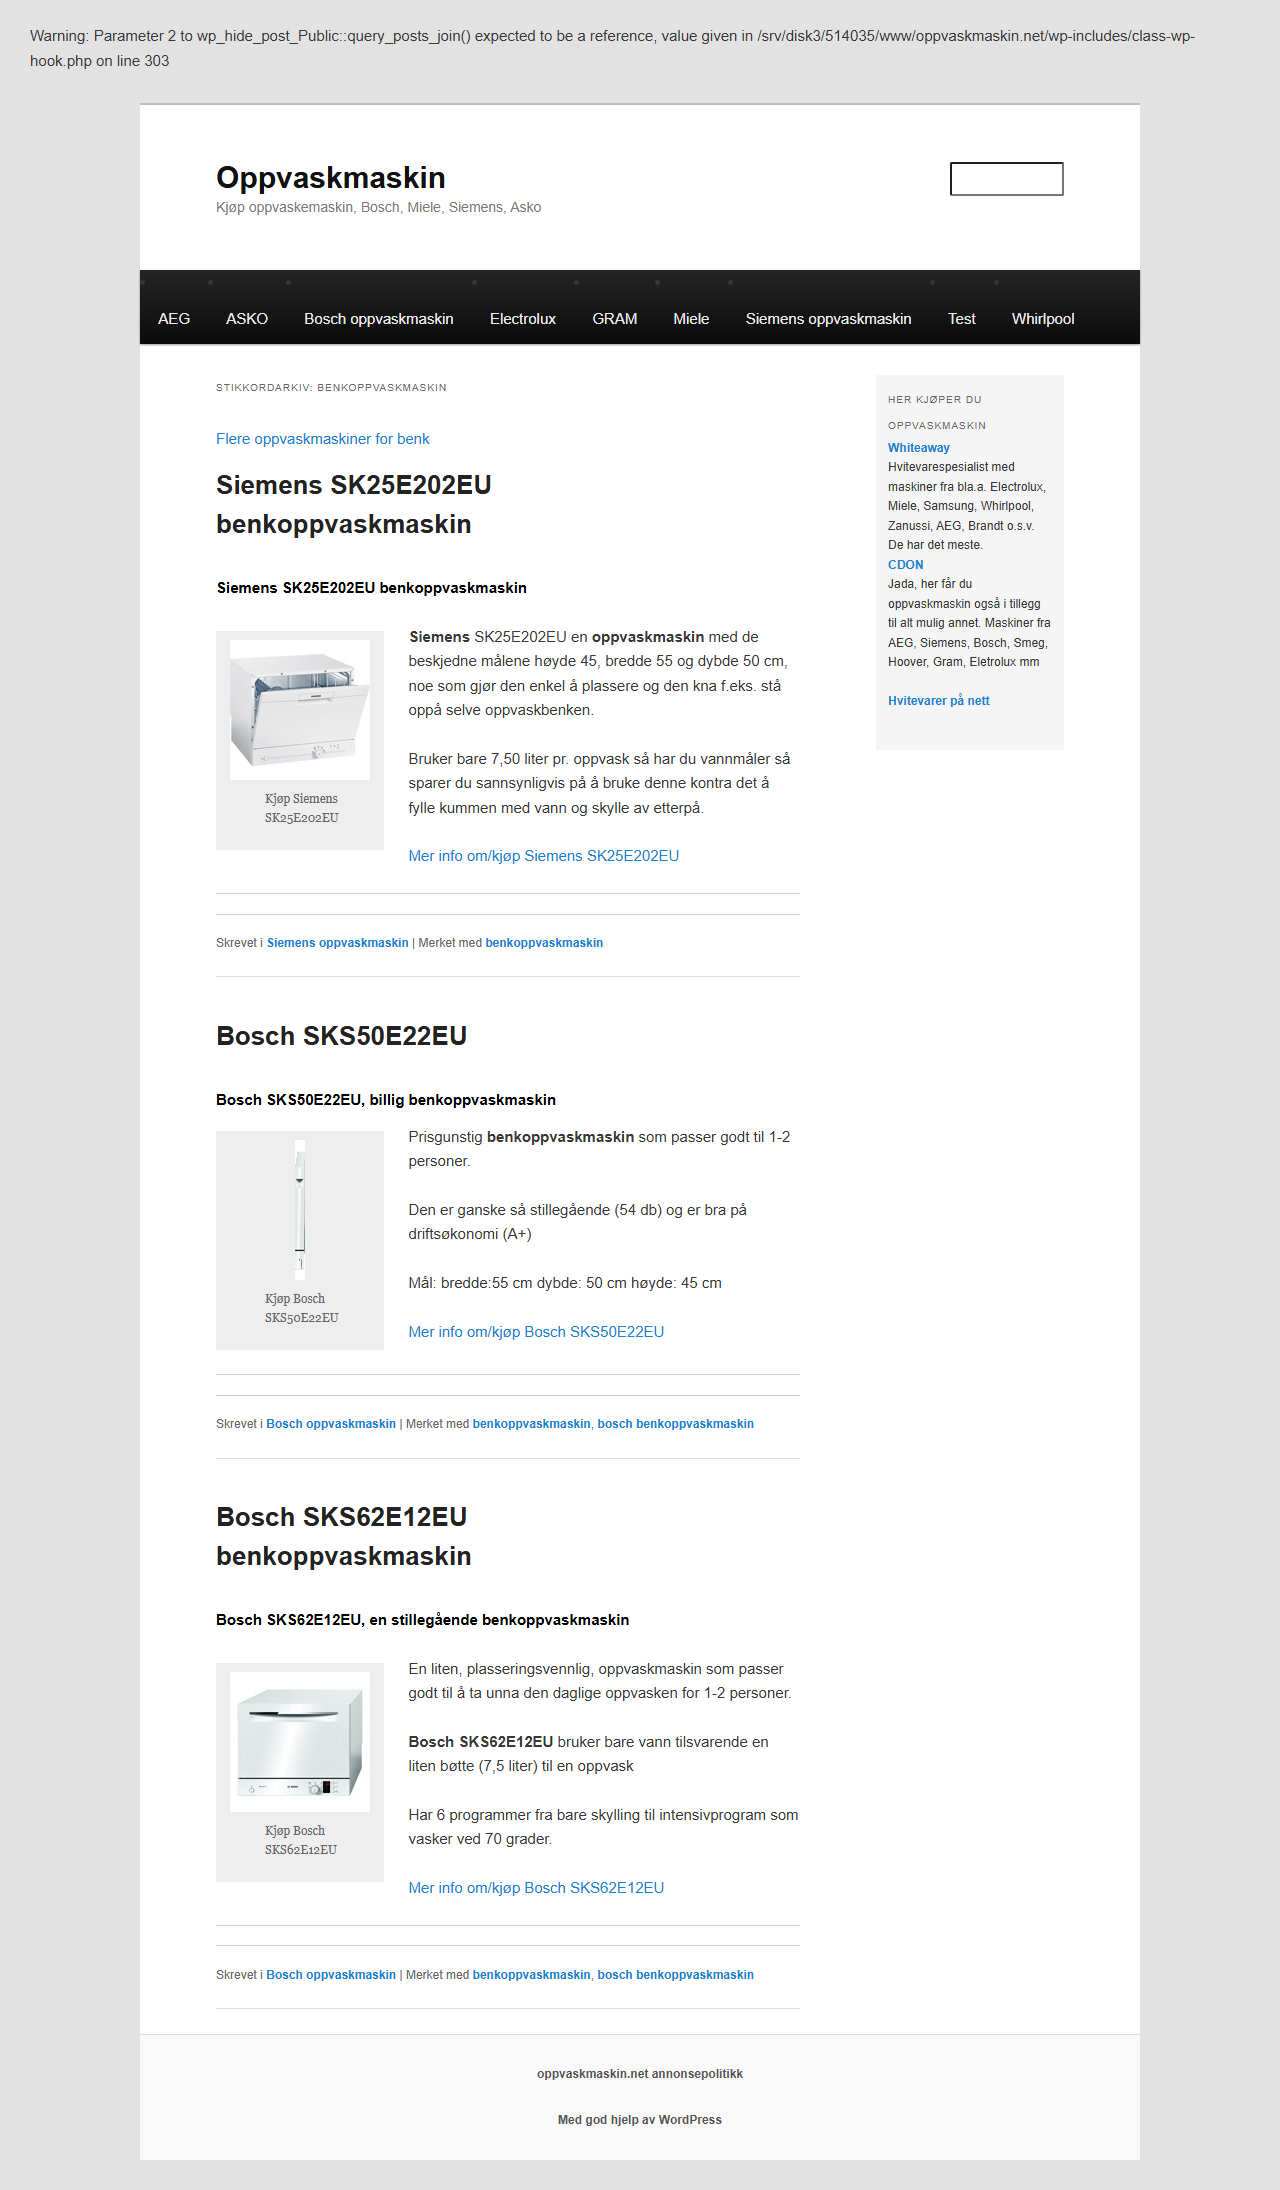 Warning: Parameter 2 to wp_hide_post_Public::query_posts_join() expected to be a reference, value given in /srv/disk3/514035/www/oppvaskmaskin.net/wp-includes/class-wp-
hook.php on line 303
Oppvaskmaskin
Kjøp oppvaskemaskin, Bosch, Miele, Siemens, Asko
AEG ASKO Bosch oppvaskmaskin Electrolux GRAM Miele Siemens oppvaskmaskin Test Whirlpool
STIKKORDARKIV: BENKOPPVASKMASKIN
Flere oppvaskmaskiner for benk
Siemens SK25E202EU
benkoppvaskmaskin
Siemens SK25E202EU benkoppvaskmaskin
Siemens SK25E202EU en oppvaskmaskin med de
beskjedne målene høyde 45, bredde 55 og dybde 50 cm,
noe som gjør den enkel å plassere og den kna f.eks. stå
oppå selve oppvaskbenken.
Kjøp Siemens
SK25E202EU
Bruker bare 7,50 liter pr. oppvask så har du vannmåler så
sparer du sannsynligvis på å bruke denne kontra det å
fylle kummen med vann og skylle av etterpå.
Mer info om/kjøp Siemens SK25E202EU
Skrevet i Siemens oppvaskmaskin | Merket med benkoppvaskmaskin
Bosch SKS50E22EU
Bosch SKS50E22EU, billig benkoppvaskmaskin
Prisgunstig benkoppvaskmaskin som passer godt til 1-2
personer.
Den er ganske så stillegående (54 db) og er bra på
driftsøkonomi (A+)
Mål: bredde:55 cm dybde: 50 cm høyde: 45 cm
Kjøp Bosch
SKS50E22EU
Mer info om/kjøp Bosch SKS50E22EU
Skrevet i Bosch oppvaskmaskin | Merket med benkoppvaskmaskin, bosch benkoppvaskmaskin
Bosch SKS62E12EU
benkoppvaskmaskin
Bosch SKS62E12EU, en stillegående benkoppvaskmaskin
En liten, plasseringsvennlig, oppvaskmaskin som passer
godt til å ta unna den daglige oppvasken for 1-2 personer.
Bosch SKS62E12EU bruker bare vann tilsvarende en
liten bøtte (7,5 liter) til en oppvask
Har 6 programmer fra bare skylling til intensivprogram som
vasker ved 70 grader.
Kjøp Bosch
SKS62E12EU
Mer info om/kjøp Bosch SKS62E12EU
Skrevet i Bosch oppvaskmaskin | Merket med benkoppvaskmaskin, bosch benkoppvaskmaskin
HER KJØPER DU
OPPVASKMASKIN
Whiteaway
Hvitevarespesialist med
maskiner fra bla.a. Electrolux,
Miele, Samsung, Whirlpool,
Zanussi, AEG, Brandt o.s.v.
De har det meste.
CDON
Jada, her får du
oppvaskmaskin også i tillegg
til alt mulig annet. Maskiner fra
AEG, Siemens, Bosch, Smeg,
Hoover, Gram, Eletrolux mm
Hvitevarer på nett
oppvaskmaskin.net annonsepolitikk
Med god hjelp av WordPress